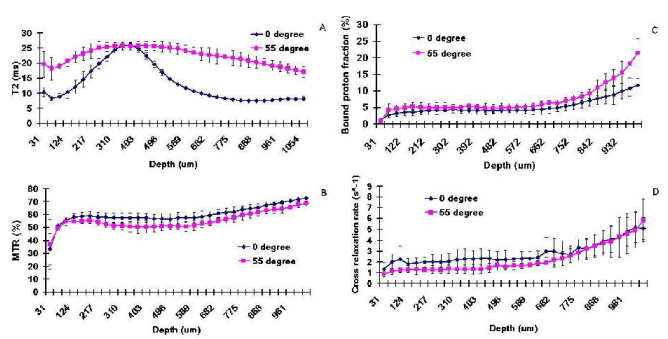 A
30
25
20
15
10
5
0
T2 (ms)
0 degree
55 degree
31 124 217 310 403 496 589 682 775 868 961 1054
Depth (um)
C
30
25
20
15
10
5
0
Bound proton fraction (%)
0 degree
55 degree
31 122 212 302 392 482 572 662 752 842 932
Depth (um)
B
80
70
60
50
40
30
20
10
0
MTR (%)
0 degree
55 degree
31 124 217 310 403 496 589 682 775 868 961
Depth (um)
D
9
8
7
6
5
4
3
2
1
0
Cross relaxation rate (s^-1)
0 degree
55 degree
31 124 217 310 403 496 589 682 775 868 961
Depth (um)